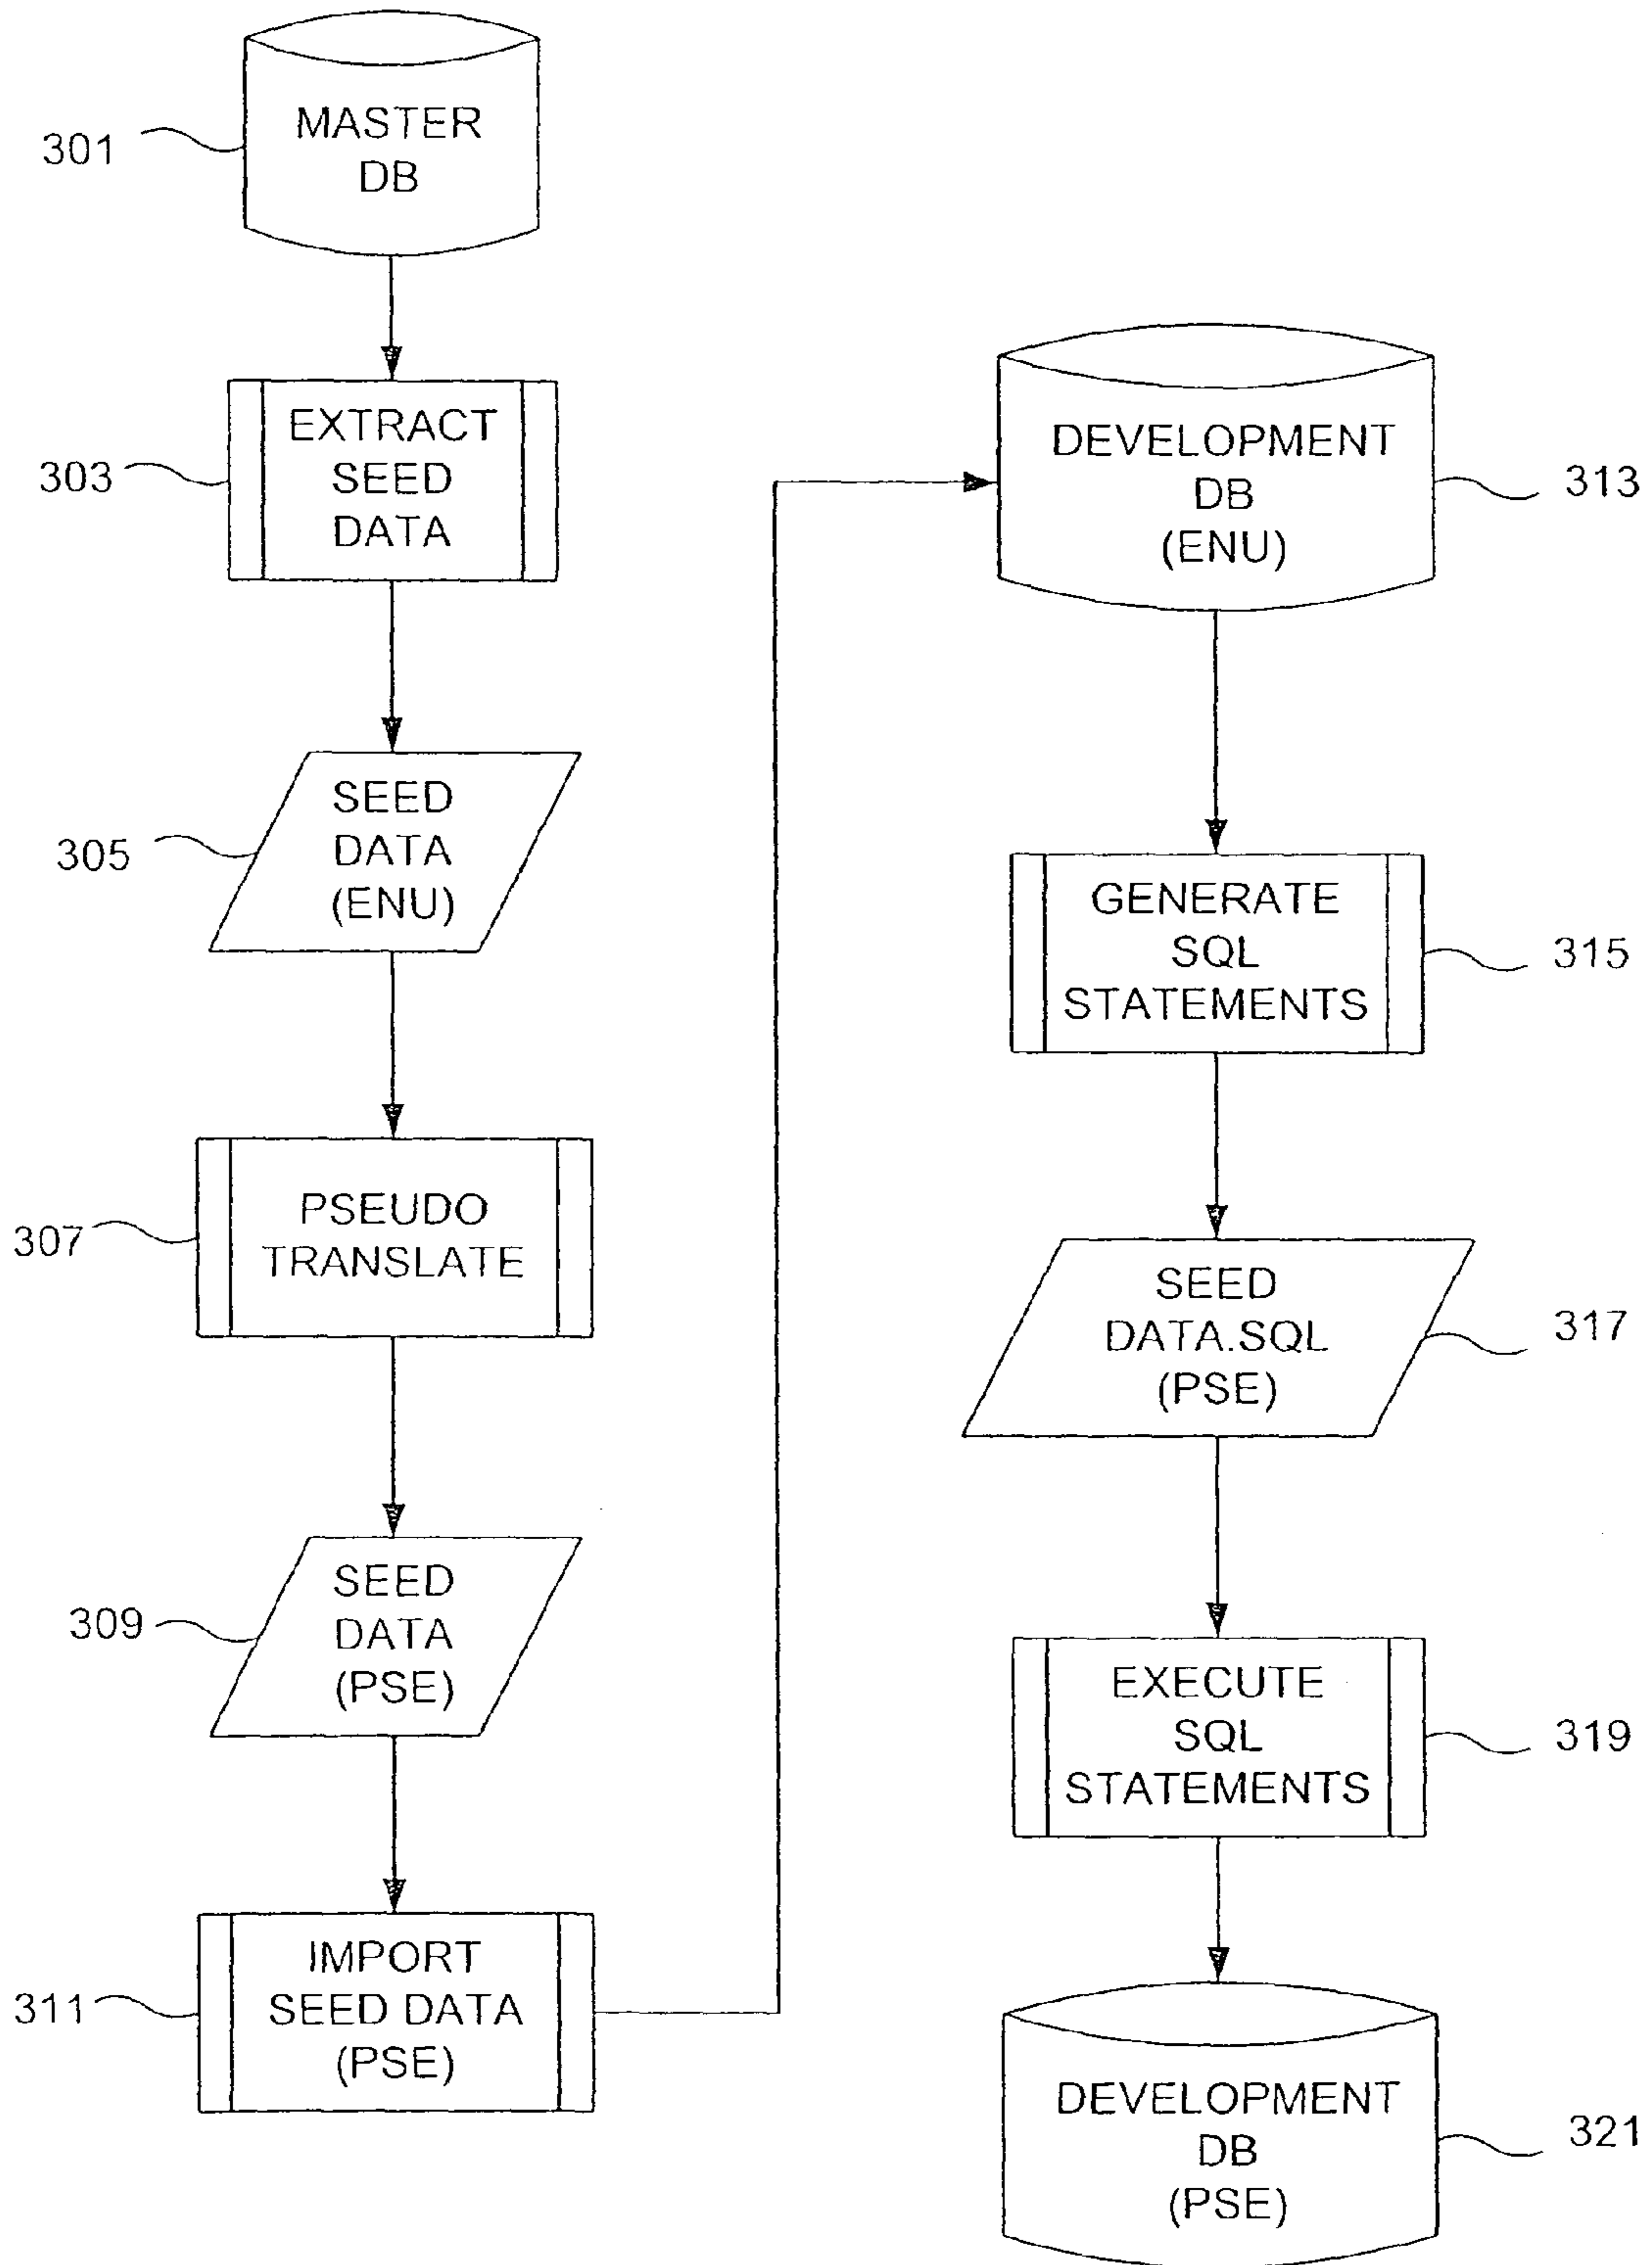 MASTER
DB
301
EXTRACT
SEED
DATA
303
SEED
DATA
(ENU)
305
PSEUDO
TRANSLATE
307
SEED
DATA
(PSE)
309
IMPORT
SEED DATA
(PSE)
311
DEVELOPMENT
DB
(ENU)
313
GENERATE
SQL
STATEMENTS
315
SEED
DATA.SQL
(PSE)
317
EXECUTE
SQL
STATEMENTS
319
DEVELOPMENT
DB
(PSE)
321